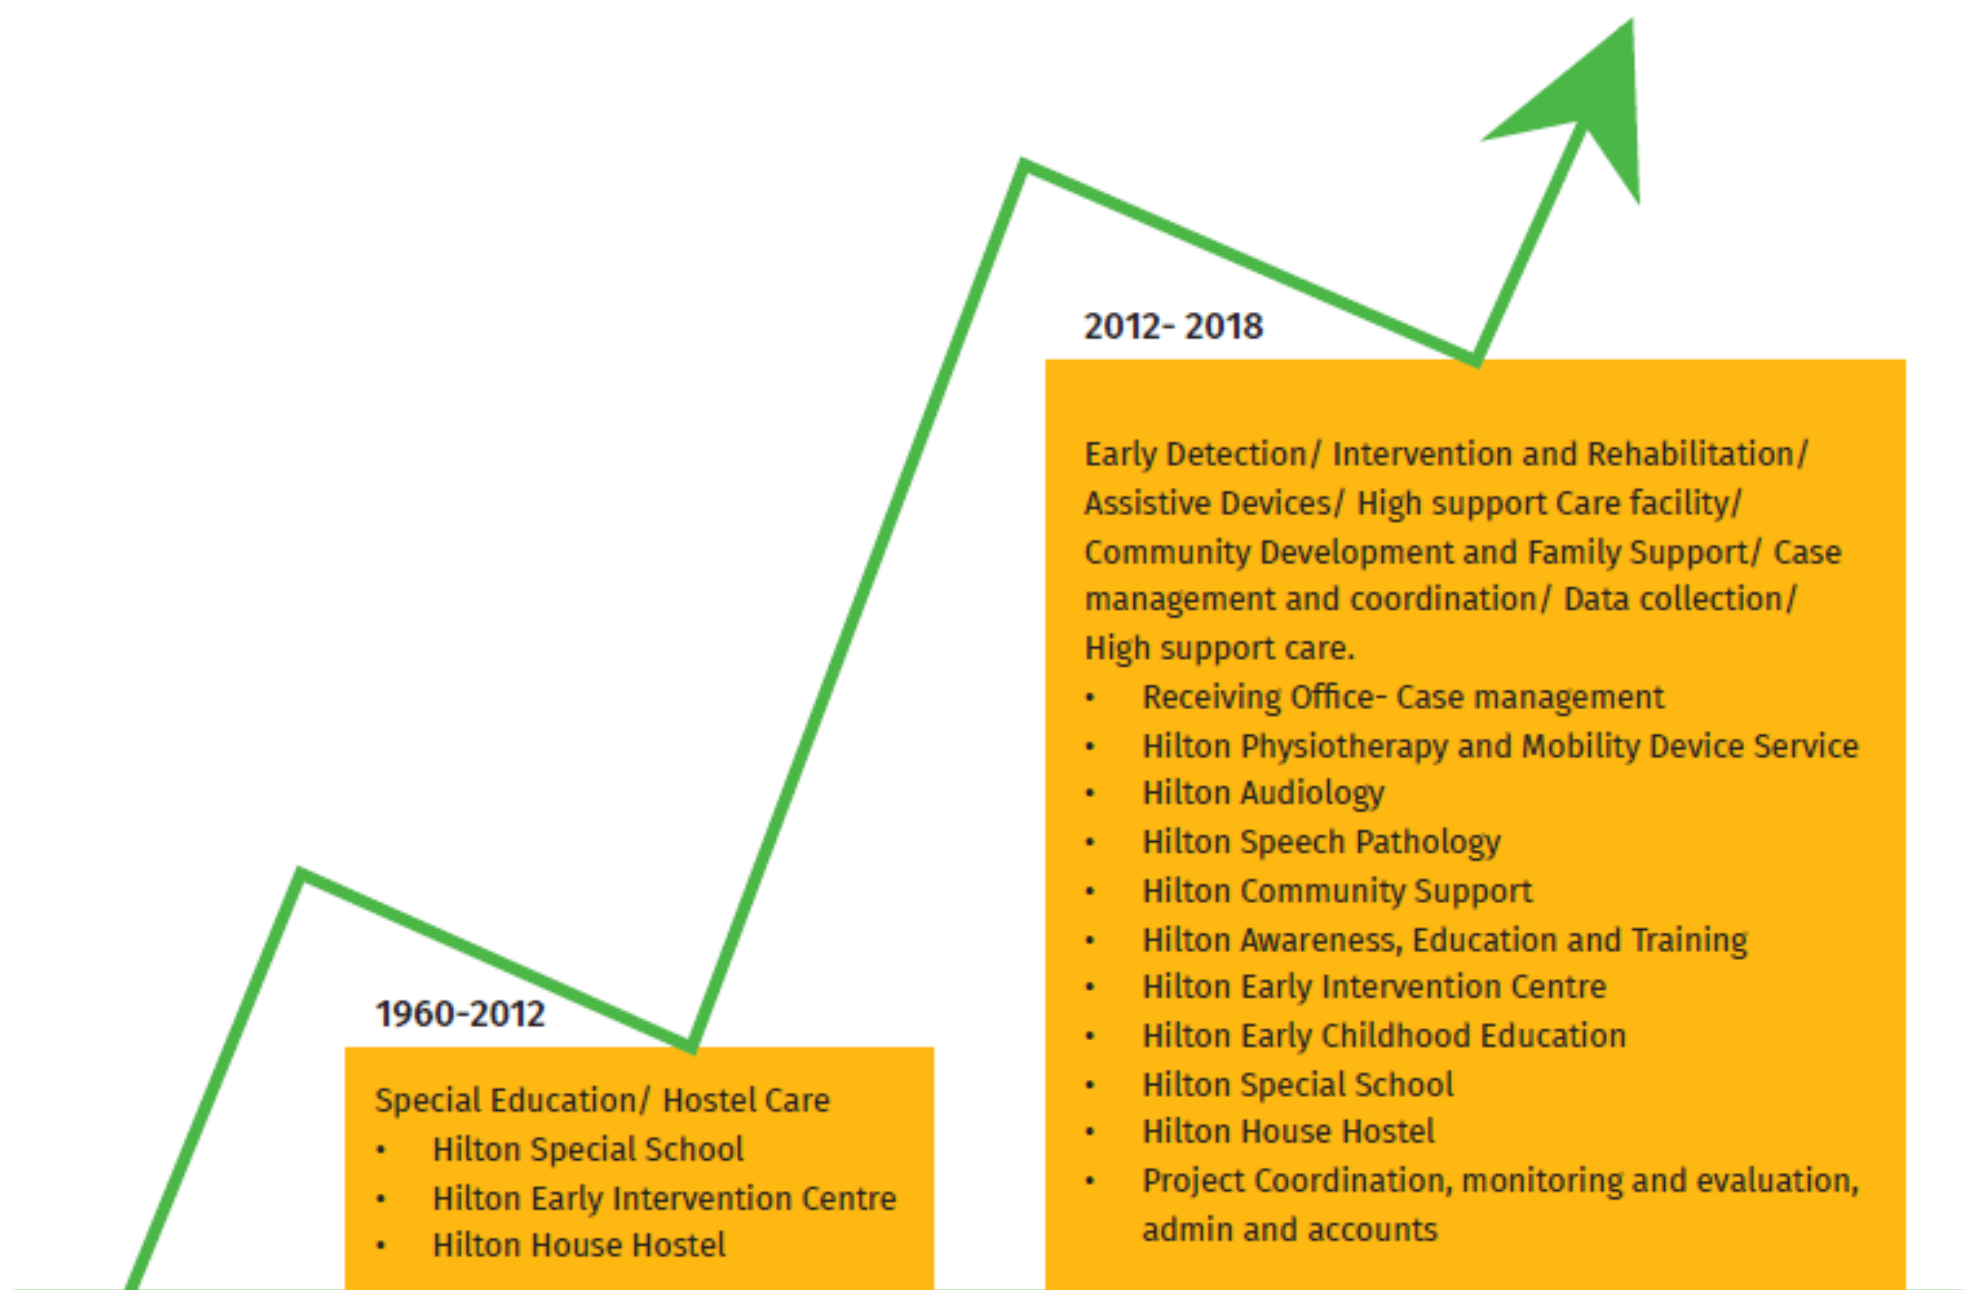 1960-2012
Special Education/ Hostel Care
• Hilton Special School
• Hilton Early Intervention Centre
• Hilton House Hostel
2012- 2018
Early Detection/ Intervention and Rehabilitation/
Assistive Devices/ High support Care facility/
Community Development and Family Support/ Case
management and coordination/ Data collection/
High support care.
• Receiving Office- Case management
• Hilton Physiotherapy and Mobility Device Service
• Hilton Audiology
• Hilton Speech Pathology
• Hilton Community Support
• Hilton Awareness, Education and Training
• Hilton Early Intervention Centre
• Hilton Early Childhood Education
• Hilton Special School
• Hilton House Hostel
• Project Coordination, monitoring and evaluation,
admin and accounts